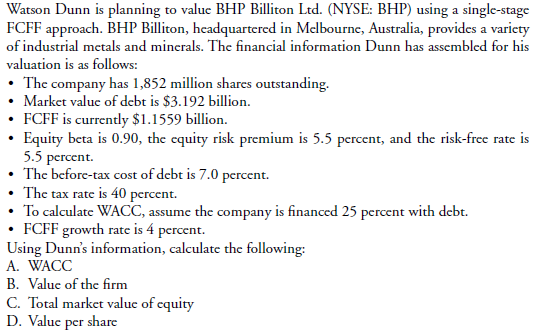 Watson Dunn is planning to value BHP Billiton Ltd. (NYSE: BHP) using a single-stage
FCFF approach. BHP Billiton, headquartered in Melbourne, Australia, provides a variety
of industrial metals and minerals. The financial information Dunn has assembled for his
valuation is as follows:
• The company has 1,852 million shares outstanding.
• Market value of debt is $3.192 billion.
• FCFF is currently $1.1559 billion.
• Equity beta is 0.90, the equity risk premium is 5.5 percent, and the risk-free rate is
5.5 percent.
• The before-tax cost of debt is 7.0 percent.
• The tax rate is 40 percent.
• To calculate WACC, assume the company is financed 25 percent with debt.
• FCFF growth rate is 4 percent.
Using Dunn's information, calculate the following:
A. WACC
B. Value of the firm
C. Total market value of equity
D. Value per share